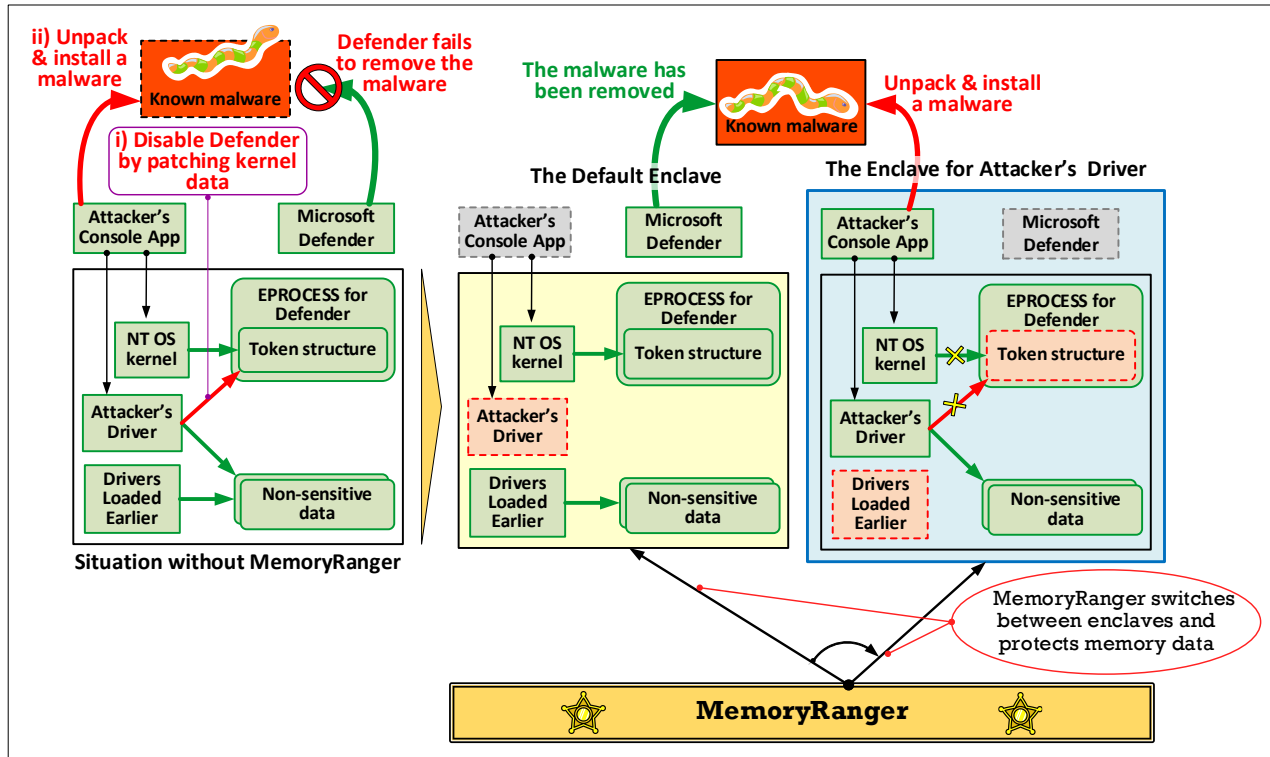 ii) Unpack
& install a
malware
Known malware
Defender fails
to remove the
malware
i) Disable Defender
by patching kernel
data
Attacker's
Console App
Microsoft
Defender
EPROCESS for
Defender
Token structure
NT OS
kernel
Attacker's
Driver
Drivers
Loaded
Earlier
Non-sensitive
data
Situation without MemoryRanger
The malware has
been removed
Known malware
Unpack & install
a malware
The Default Enclave
Attacker's
Console App
Microsoft
Defender
EPROCESS for
Defender
Token structure
NT OS
kernel
Attacker's
Driver
Drivers
Loaded
Earlier
Non-sensitive
data
The Enclave for Attacker's Driver
Attacker's
Console App
Microsoft
Defender
EPROCESS for
Defender
Token structure
NT OS
kernel
Attacker's
Driver
Drivers
Loaded
Earlier
Non-sensitive
data
MemoryRanger switches
between enclaves and
protects memory data
MemoryRanger